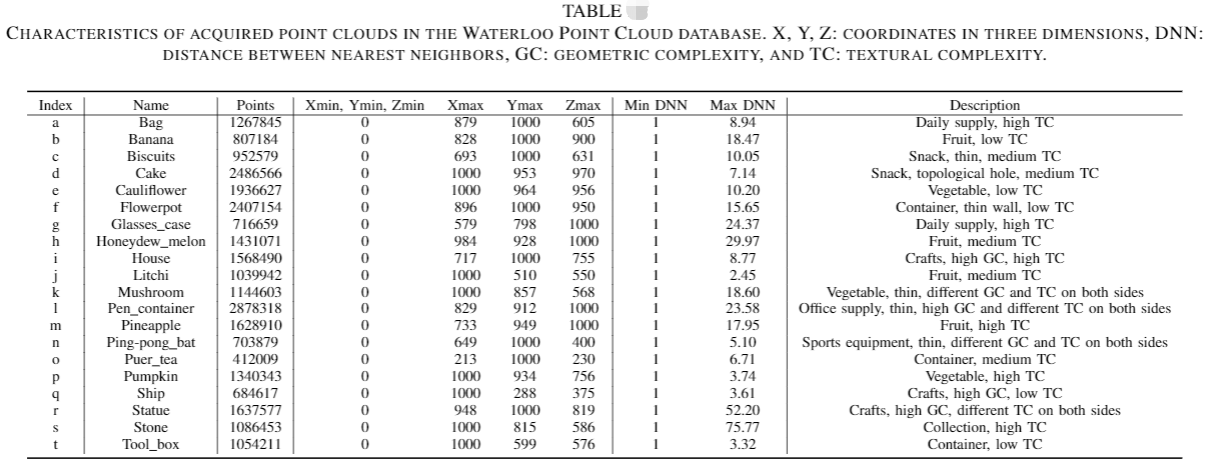 TABLE
CHARACTERISTICS OF ACQUIRED POINT CLOUDS IN THE WATERLOO POINT CLOUD DATABASE. X, Y, Z: COORDINATES IN THREE DIMENSIONS, DNN:
DISTANCE BETWEEN NEAREST NEIGHBORS, GC: GEOMETRIC COMPLEXITY, AND TC: TEXTURAL COMPLEXITY.
Index Name Points Xmin, Ymin, Zmin Xmax Ymax Zmax Min DNN Max DNN Description
a Bag 1267845 0 879 1000 605 1 8.94 Daily supply, high TC
b Banana 807184 0 828 1000 900 1 18.47 Fruit, low TC
c Biscuits 952579 0 693 1000 631 1 10.05 Snack, thin, medium TC
d Cake 2486566 0 1000 953 970 1 7.14 Snack, topological hole, medium TC
e Cauliflower 1936627 0 1000 964 956 1 10.20 Vegetable, low TC
f Flowerpot 2407154 0 896 1000 950 1 15.65 Container, thin wall, low TC
g Glasses_case 716659 0 579 798 1000 1 24.37 Daily supply, high TC
h Honeydew_melon 1431071 0 984 928 1000 1 29.97 Fruit, medium TC
i House 1568490 0 717 1000 755 1 8.77 Crafts, high GC, high TC
j Litchi 1039942 0 1000 510 550 1 2.45 Fruit, medium TC
k Mushroom 1144603 0 1000 857 568 1 18.60 Vegetable, thin, different GC and TC on both sides
l Pen_container 2878318 0 829 912 1000 1 23.58 Office supply, thin, high GC and different TC on both sides
m Pineapple 1628910 0 733 949 1000 1 17.95 Fruit, high TC
n Ping-pong_bat 703879 0 649 1000 400 1 5.10 Sports equipment, thin, different GC and TC on both sides
o Puer_tea 412009 0 213 1000 230 1 6.71 Container, medium TC
p Pumpkin 1340343 0 1000 934 756 1 3.74 Vegetable, high TC
q Ship 684617 0 1000 288 375 1 3.61 Crafts, high GC, low TC
r Statue 1637577 0 948 1000 819 1 52.20 Crafts, high GC, different TC on both sides
s Stone 1086453 0 1000 815 586 1 75.77 Collection, high TC
t Tool_box 1054211 0 1000 599 576 1 3.32 Container, low TC